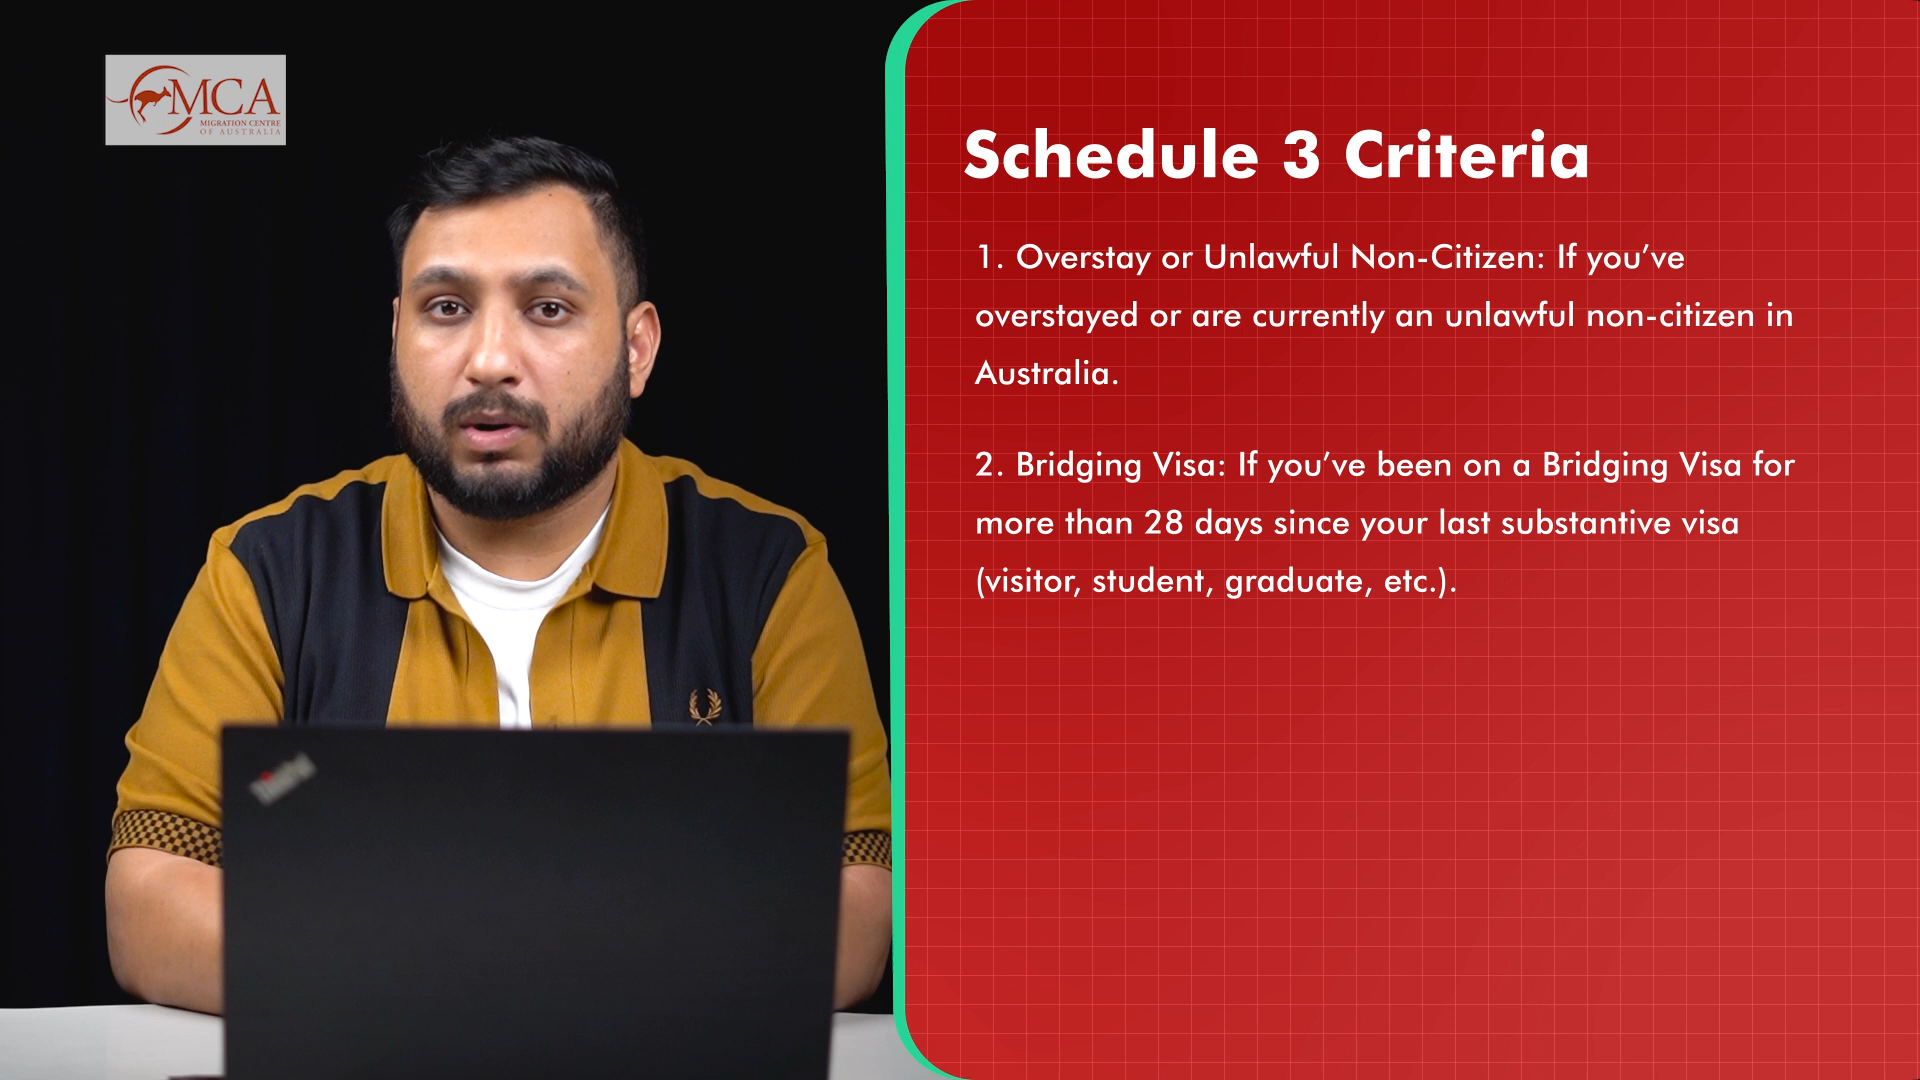 MCA
MIGRATION CENTRE
OF AUSTRALIA
Schedule 3 Criteria
1. Overstay or Unlawful Non-Citizen: If you’ve
overstayed or are currently an unlawful non-citizen in
Australia.
2. Bridging Visa: If you’ve been on a Bridging Visa for
more than 28 days since your last substantive visa
(visitor, student, graduate, etc.).